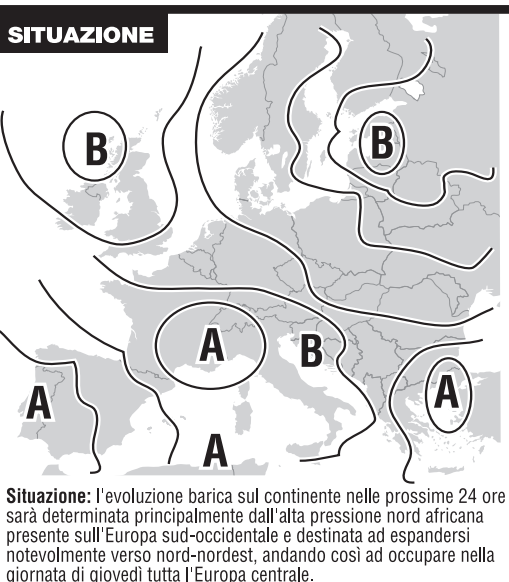 SITUAZIONE
B
B
A
B
A
A
A
Situazione: l'evoluzione barica sul continente nelle prossime 24 ore
sarà determinata principalmente dall'alta pressione nord africana
presente sull'Europa sud-occidentale e destinata ad espandersi
notevolmente verso nord-nordest, andando così ad occupare nella
giornata di giovedì tutta l'Europa centrale.